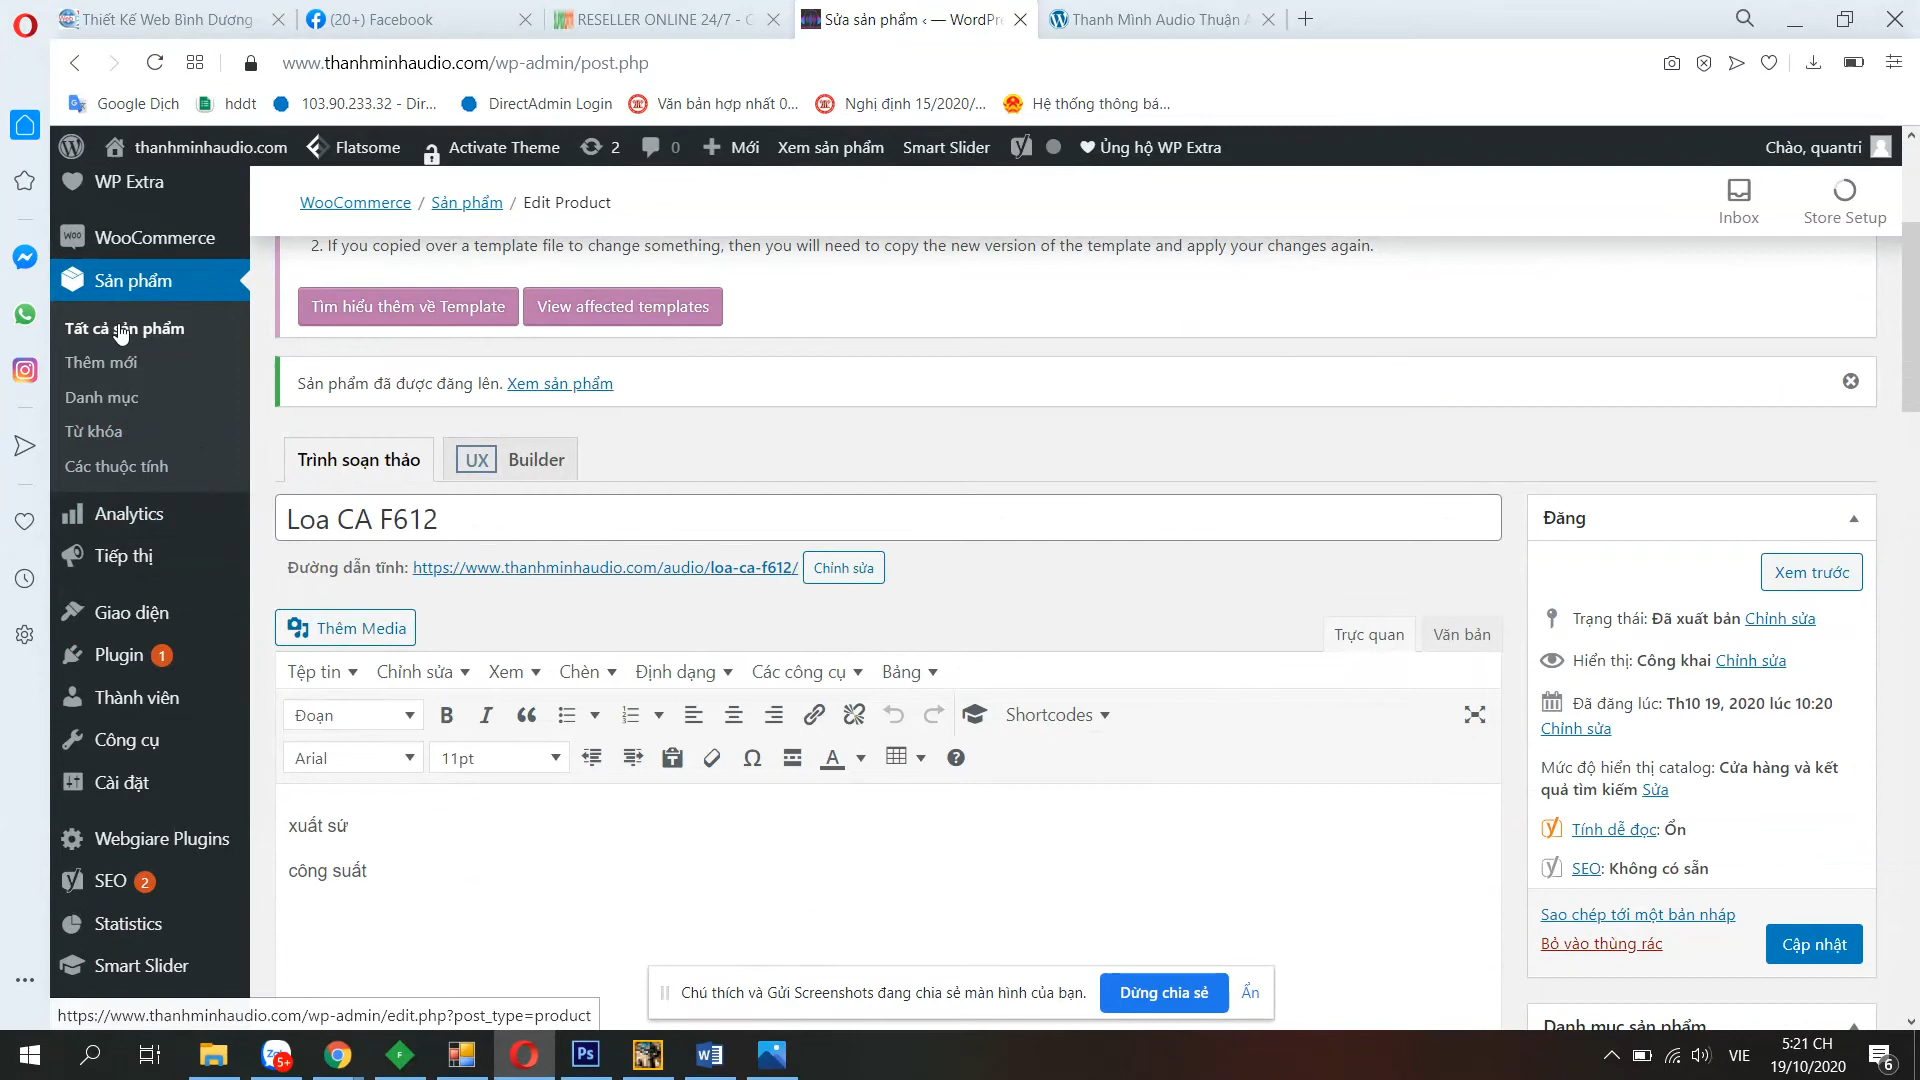 Thiết Kế Web Bình Dương
(20+) Facebook
RESELLER ONLINE 24/7 - C
Sửa sản phẩm ‹ — WordPre
Thanh Minh Audio Thuận A
www.thanhminhaudio.com/wp-admin/post.php
Google Dịch
hddt
103.90.233.32 - Dir...
DirectAdmin Login
Văn bản hợp nhất 0...
Nghị định 15/2020/...
Hệ thống thông bá...
thanhminhaudio.com
Flatsome
Activate Theme
2
0
Mới
Xem sản phẩm
Smart Slider
Ủng hộ WP Extra
Chào, quantri
WP Extra
WooCommerce
Sản phẩm
Tất cả sản phẩm
Thêm mới
Danh mục
Từ khóa
Các thuộc tính
Analytics
Tiếp thị
Giao diện
Plugin 1
Thành viên
Công cụ
Cài đặt
Webgiare Plugins
SEO 2
Statistics
Smart Slider
https://www.thanhminhaudio.com/wp-admin/edit.php?post_type=product
WooCommerce / Sản phẩm / Edit Product
Inbox
Store Setup
2. If you copied over a template file to change something, then you will need to copy the new version of the template and apply your changes again.
Tìm hiểu thêm về Template
View affected templates
Sản phẩm đã được đăng lên. Xem sản phẩm
Trình soạn thảo
UX Builder
Loa CA F612
Đường dẫn tĩnh: https://www.thanhminhaudio.com/audio/loa-ca-f612/ Chỉnh sửa
Thêm Media
Trực quan
Văn bản
Tệp tin
Chỉnh sửa
Xem
Chèn
Định dạng
Các công cụ
Bảng
Đoạn
Shortcodes
Arial
11pt
xuất sứ
công suất
Đăng
Xem trước
Trạng thái: Đã xuất bản Chỉnh sửa
Hiển thị: Công khai Chỉnh sửa
Đã đăng lúc: Th10 19, 2020 lúc 10:20
Chỉnh sửa
Mức độ hiển thị catalog: Cửa hàng và kết
quả tìm kiếm Sửa
Tính dễ đọc: Ổn
SEO: Không có sẵn
Sao chép tới một bản nháp
Bỏ vào thùng rác
Cập nhật
Danh mục sản phẩm
Chú thích và Gửi Screenshots đang chia sẻ màn hình của bạn.
Dừng chia sẻ
Ẩn
5+
Ps
VIE
5:21 CH
19/10/2020
6